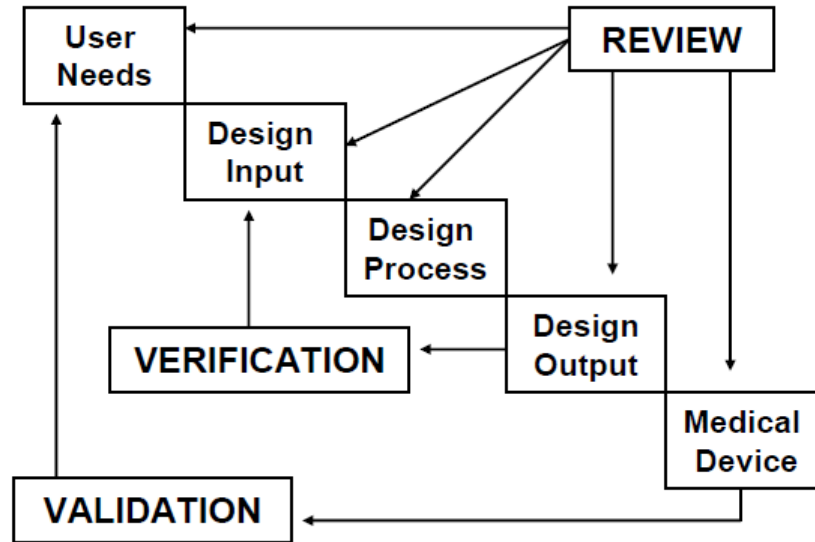 User
Needs
REVIEW
Design
Input
Design
Process
VERIFICATION
Design
Output
Medical
Device
VALIDATION